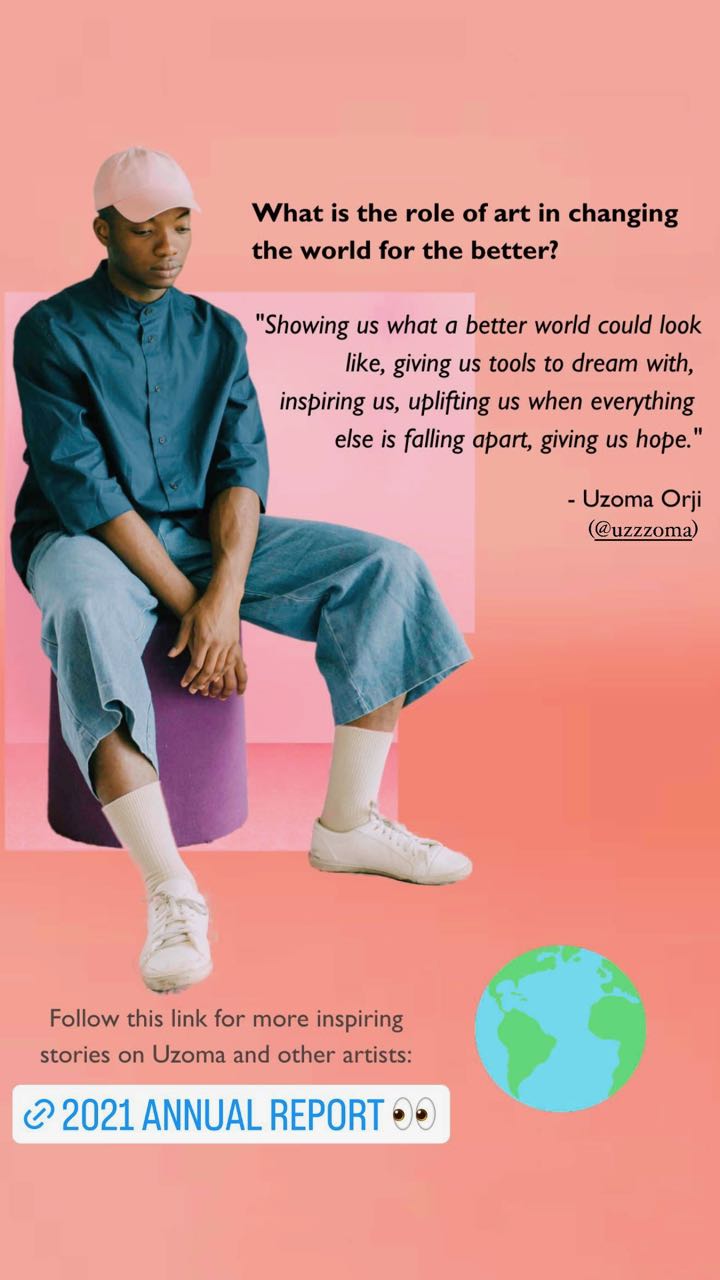 What is the role of art in changing
the world for the better?
"Showing us what a better world could look
like, giving us tools to dream with,
inspiring us, uplifting us when everything
else is falling apart, giving us hope."
- Uzoma Orji
(@uzzzoma)
Follow this link for more inspiring
stories on Uzoma and other artists:
2021 ANNUAL REPORT 👀